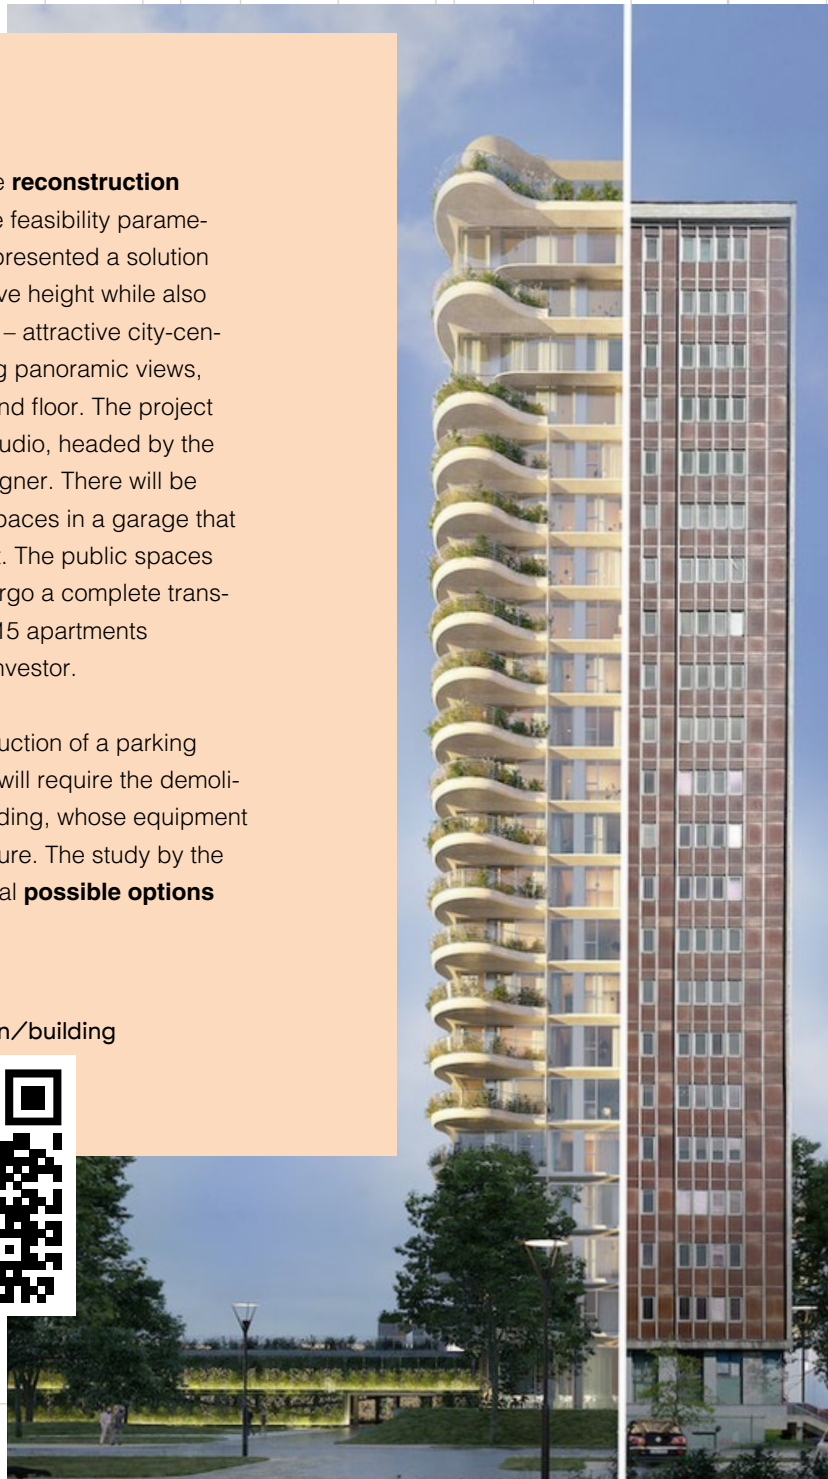 e reconstruction
e feasibility parame-
presented a solution
ve height while also
– attractive city-cen-
g panoramic views,
nd floor. The project
udio, headed by the
gner. There will be
paces in a garage that
. The public spaces
rgo a complete trans-
15 apartments
nvestor.
uction of a parking
will require the demoli-
ding, whose equipment
ure. The study by the
al possible options
n/building